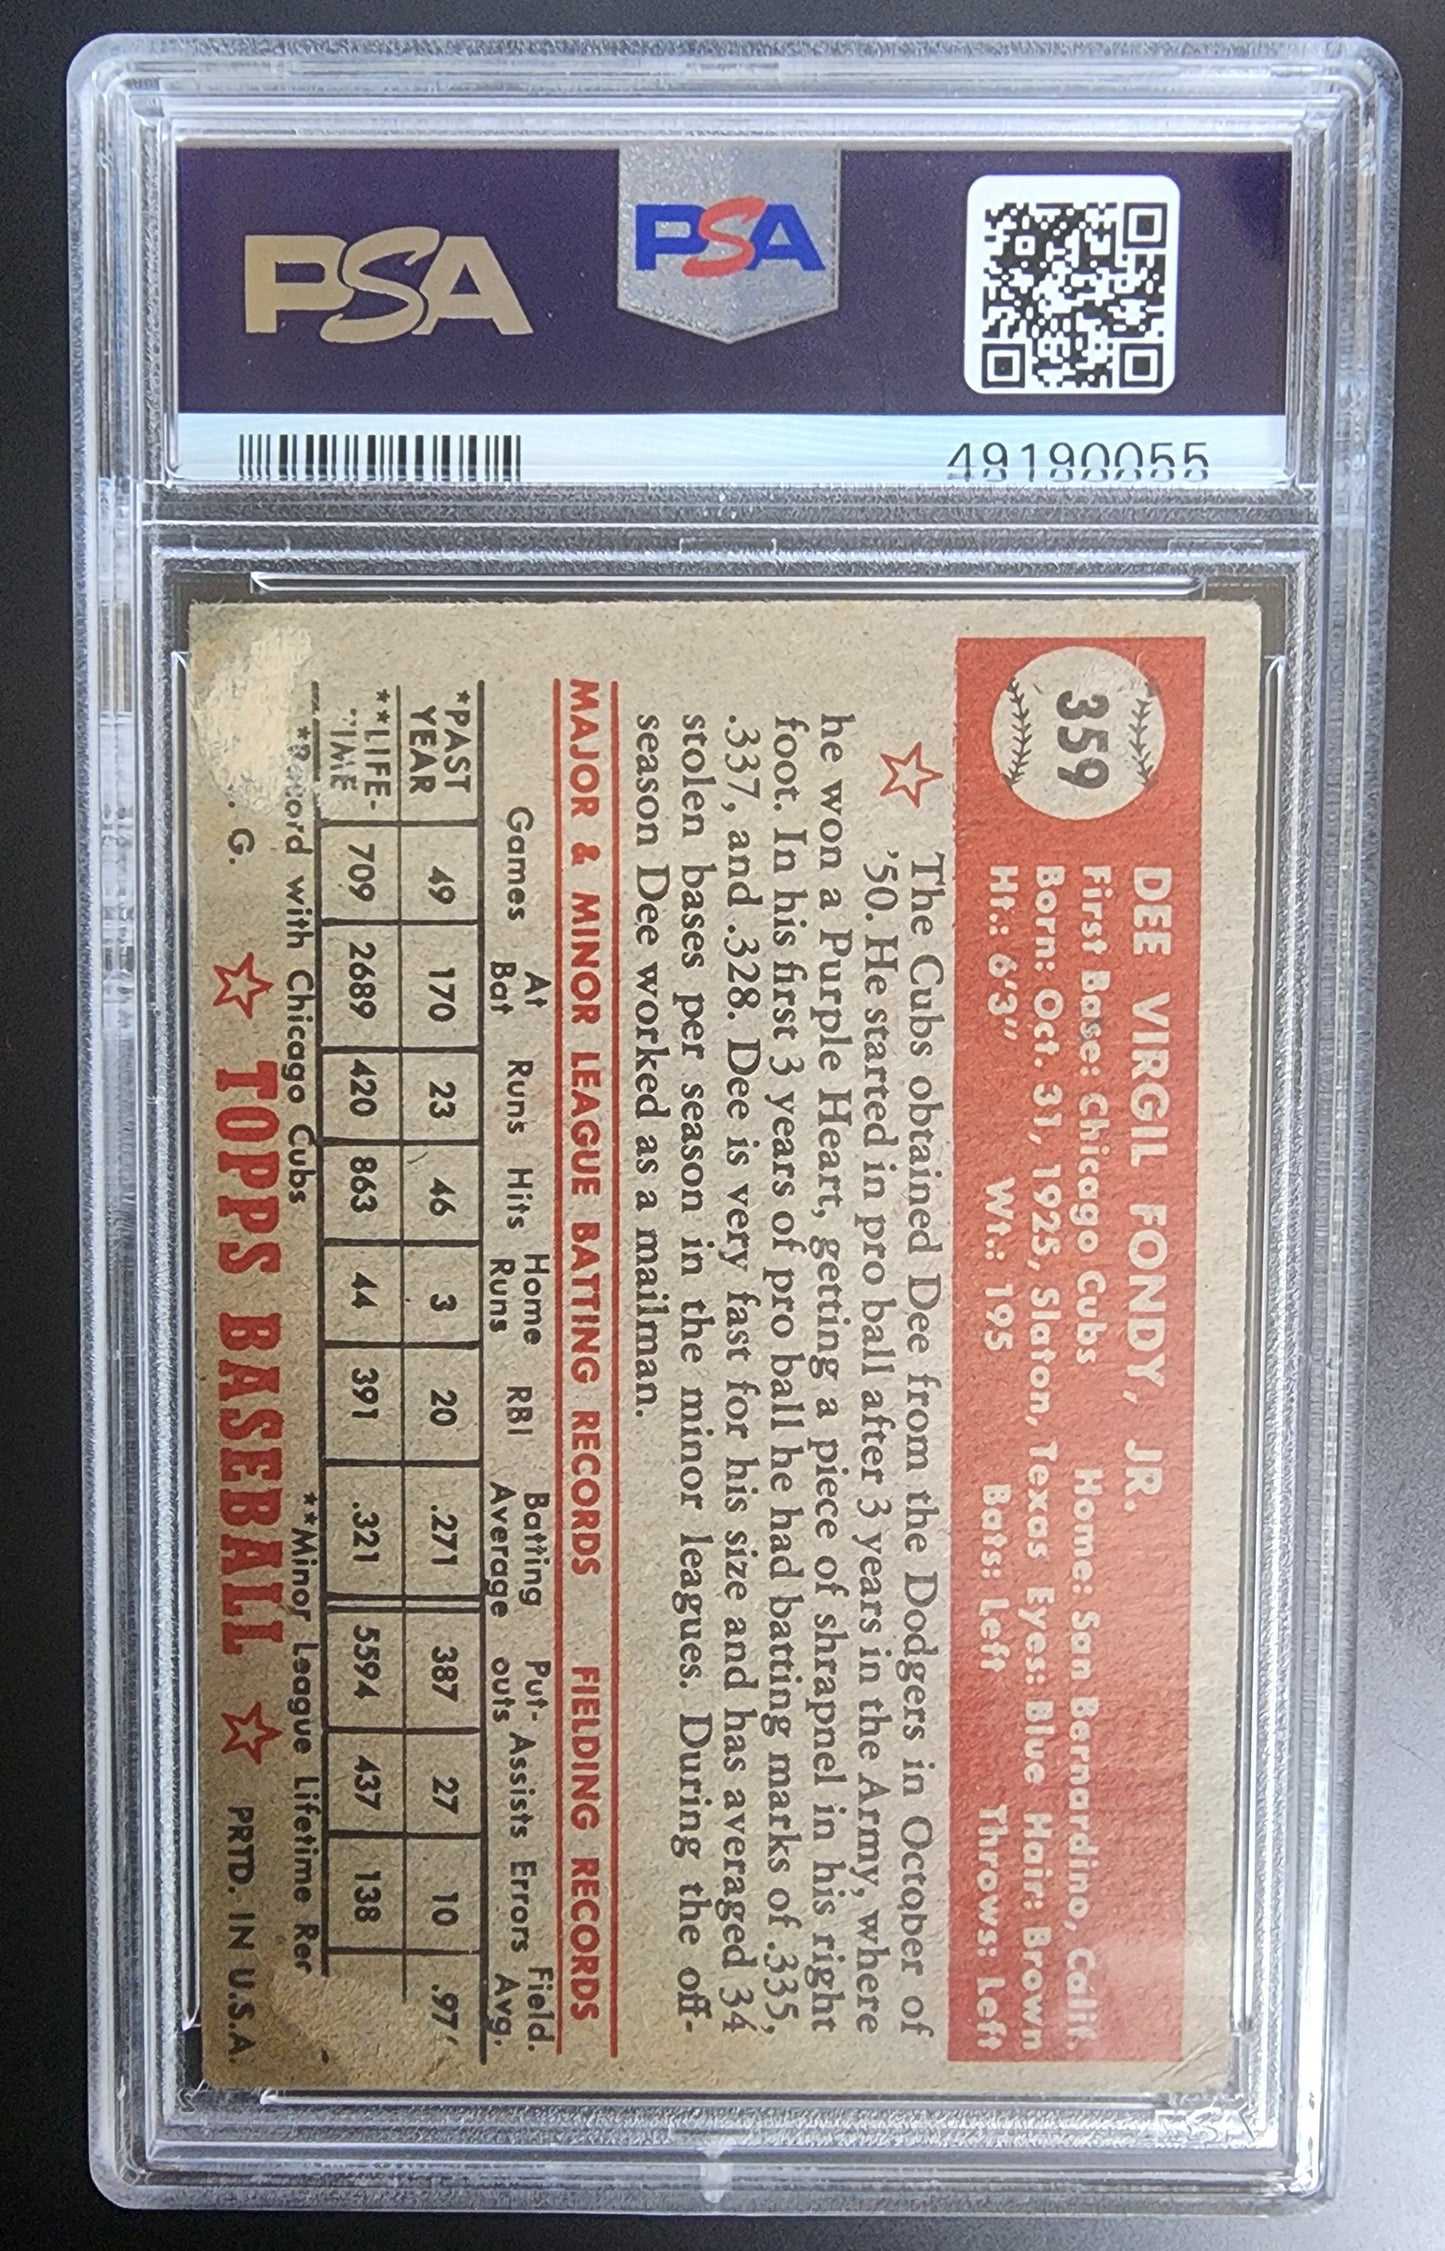 PSA
PSA
49190055
359
DEE VIRGIL FONDY, JR.
First Base: Chicago Cubs Home: San Bernardino, Calif.
Born: Oct. 31, 1925, Slaton, Texas Eyes: Blue Hair: Brown
Ht.: 6'3" Wt.: 195 Bats: Left Throws: Left
The Cubs obtained Dee from the Dodgers in October of
'50. He started in pro ball after 3 years in the Army, where
he won a Purple Heart, getting a piece of shrapnel in his right
foot. In his first 3 years of pro ball he had batting marks of .335,
.337, and .328. Dee is very fast for his size and has averaged 34
stolen bases per season in the minor leagues. During the off-
season Dee worked as a mailman.
MAJOR & MINOR LEAGUE BATTING RECORDS FIELDING RECORDS
Games At Bat Runs Hits Home Runs RBI Batting Average Put-outs Assists Errors Field. Avg.
*PAST YEAR 49 170 23 46 3 20 .271 387 27 10 .97
**LIFE-TIME 709 2689 420 863 44 391 .321 5594 437 138
with Chicago Cubs **Minor League Lifetime
G. TOPPS BASEBALL PRTD. IN U.S.A.